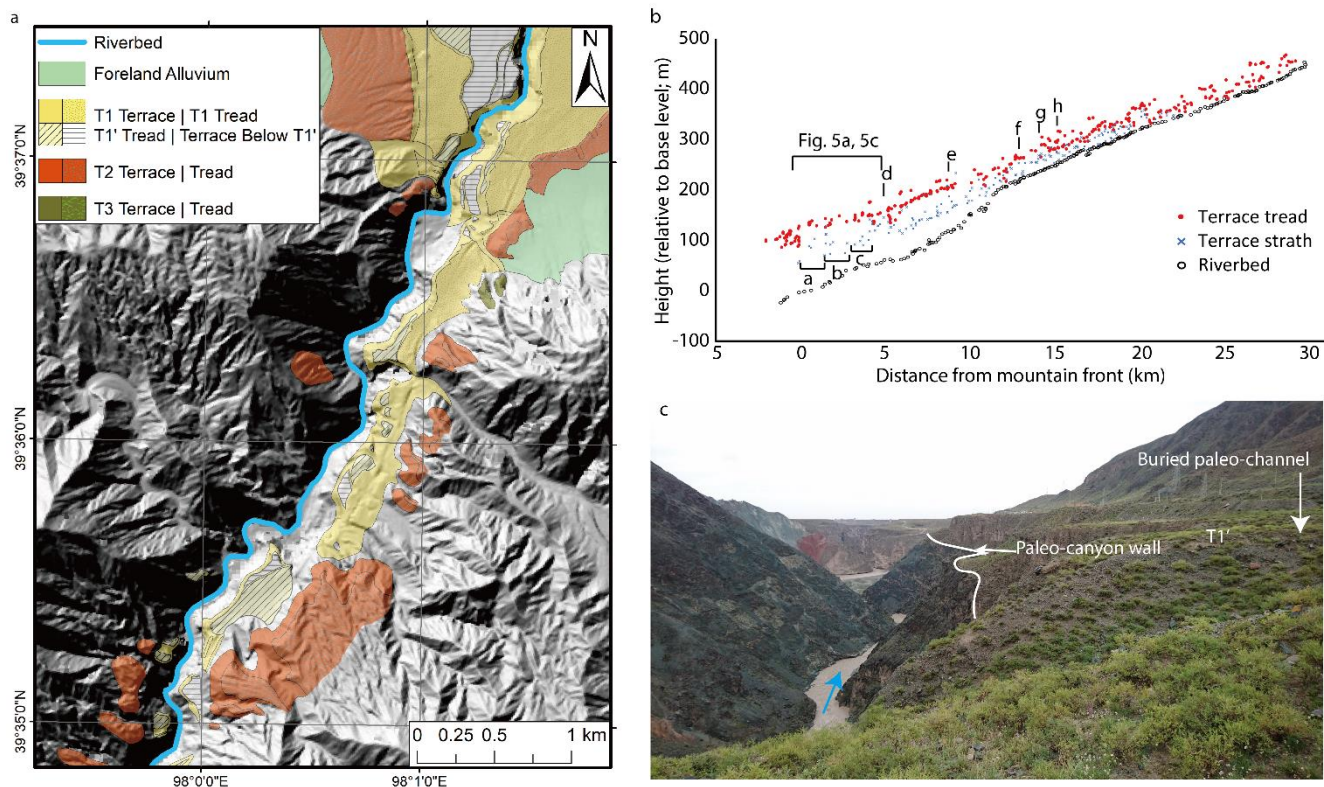 a
Riverbed
Foreland Alluvium
T1 Terrace | T1 Tread
T1' Tread | Terrace Below T1'
T2 Terrace | Tread
T3 Terrace | Tread
N
39°37'0"N
39°36'0"N
39°35'0"N
98°0'0"E
98°1'0"E
0 0.25 0.5 1 km
b
Height (relative to base level; m)
500
400
300
200
100
0
-100
5 0 5 10 15 20 25 30
Distance from mountain front (km)
Fig. 5a, 5c
d
e
f
g
h
a
b
c
Terrace tread
Terrace strath
Riverbed
c
Buried paleo-channel
T1'
Paleo-canyon wall